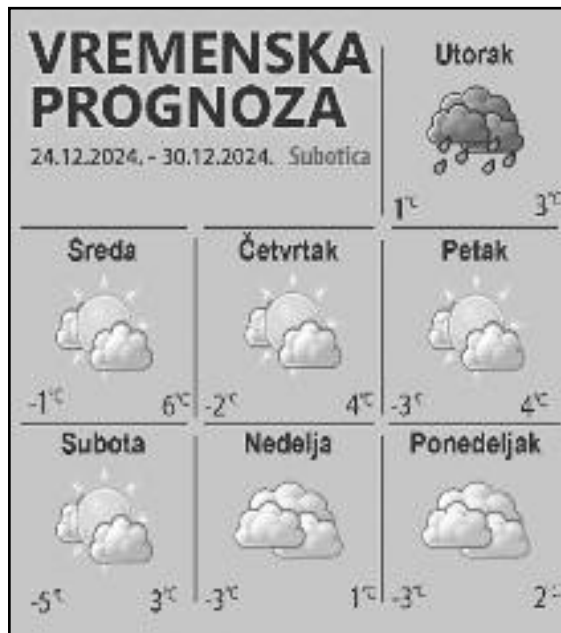 VREMENSKA
PROGNOZA
24.12.2024. - 30.12.2024. Subotica
Utorak
1°C 3°C
Sreda
-1°C 6°C
Četvrtak
-2°C 4°C
Petak
-3°C 4°C
Subota
-5°C 3°C
Nedelja
-3°C 1°C
Ponedeljak
-3°C 2°C